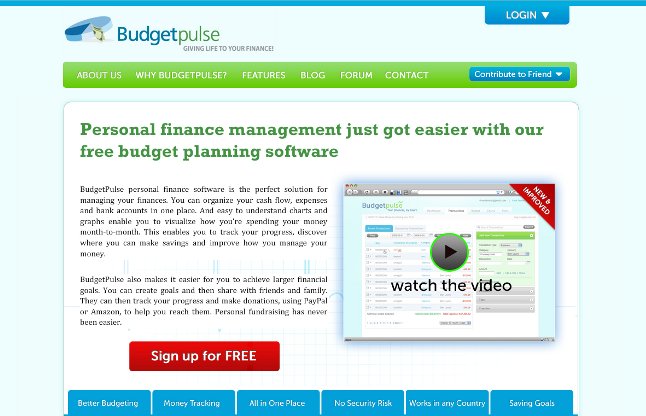 LOGIN
Budgetpulse
GIVING LIFE TO YOUR FINANCE!
ABOUT US WHY BUDGETPULSE? FEATURES BLOG FORUM CONTACT Contribute to Friend
Personal finance management just got easier with our
free budget planning software
BudgetPulse personal finance software is the perfect solution for
managing your finances. You can organize your cash flow, expenses
and bank accounts in one place. And easy to understand charts and
graphs enable you to visualize how you're spending your money
month-to-month. This enables you to track your progress, discover
where you can make savings and improve how you manage your
money.
BudgetPulse also makes it easier for you to achieve larger financial
goals. You can create goals and then share with friends and family.
They can then track your progress and make donations, using PayPal
or Amazon, to help you reach them. Personal fundraising has never
been easier.
NEW &
IMPROVED
Budgetpulse
watch the video
Sign up for FREE
Better Budgeting Money Tracking All in One Place No Security Risk Works in any Country Saving Goals